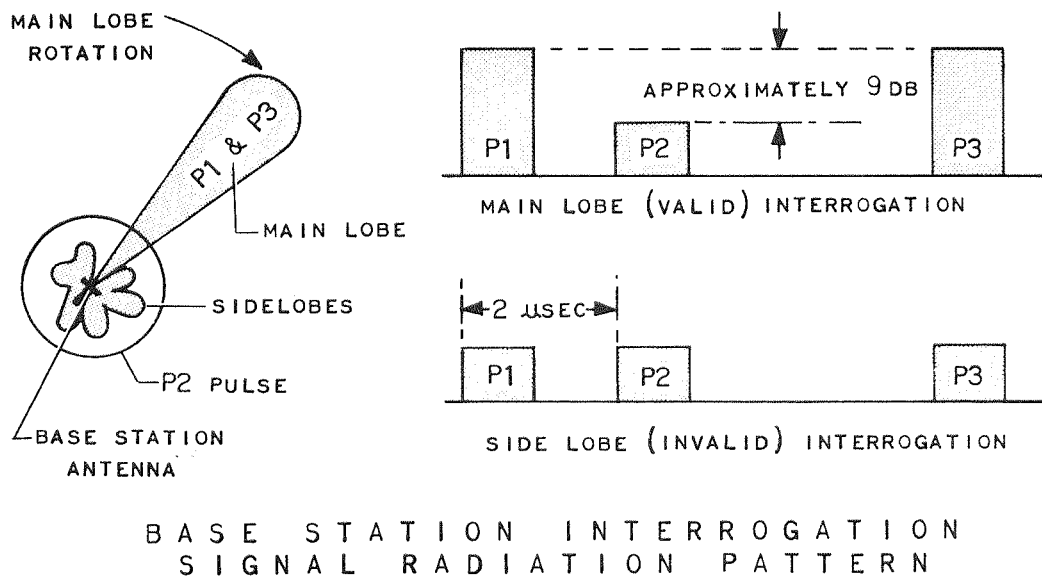 MAIN LOBE
ROTATION
P1 & P3
MAIN LOBE
SIDELOBES
P2 PULSE
BASE STATION
ANTENNA
APPROXIMATELY 9 DB
P1
P2
P3
MAIN LOBE (VALID) INTERROGATION
2 µSEC
P1
P2
P3
SIDE LOBE (INVALID) INTERROGATION
BASE STATION INTERROGATION
SIGNAL RADIATION PATTERN